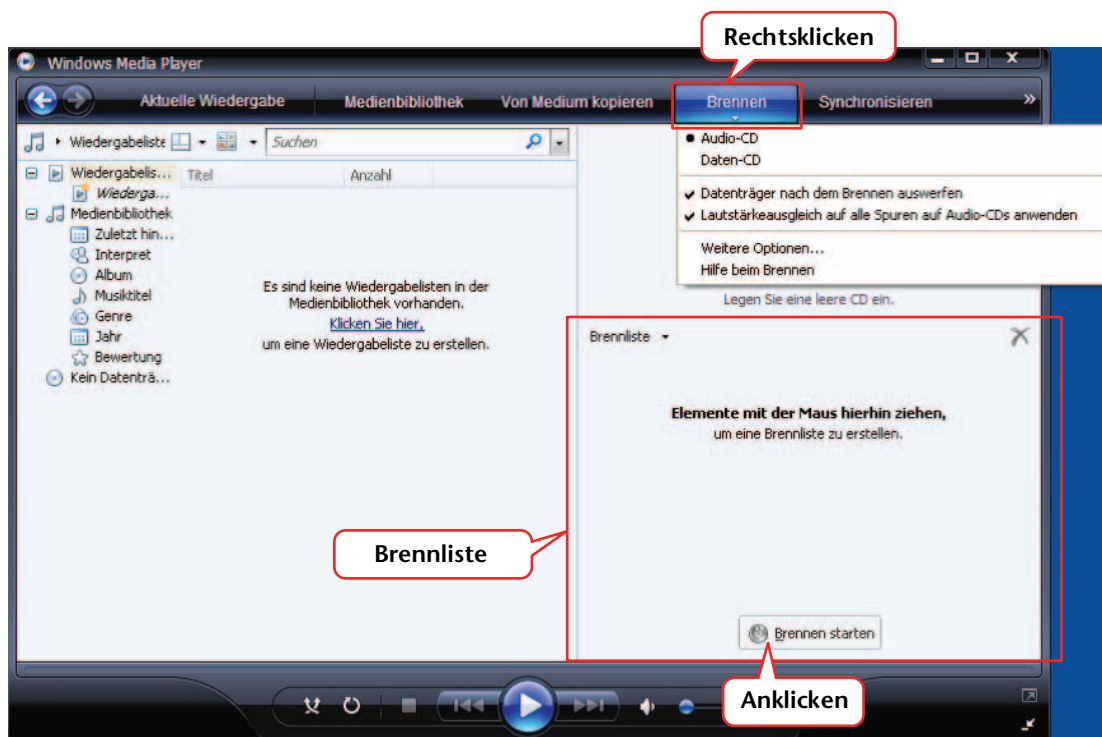 Rechtsklicken
Windows Media Player
Aktuelle Wiedergabe
Medienbibliothek
Von Medium kopieren
Brennen
Synchronisieren
»
Wiedergabeliste
Suchen
Audio-CD
Daten-CD
Datenträger nach dem Brennen auswerfen
Lautstärkeausgleich auf alle Spuren auf Audio-CDs anwenden
Weitere Optionen...
Hilfe beim Brennen
Legen Sie eine leere CD ein.
Wiedergabelis...
Wiederga...
Medienbibliothek
Zuletzt hin...
Interpret
Album
Musiktitel
Genre
Jahr
Bewertung
Kein Datenträ...
Titel
Anzahl
Es sind keine Wiedergabelisten in der
Medienbibliothek vorhanden.
Klicken Sie hier,
um eine Wiedergabeliste zu erstellen.
Brennliste
Elemente mit der Maus hierhin ziehen,
um eine Brennliste zu erstellen.
Brennliste
Brennen starten
Anklicken